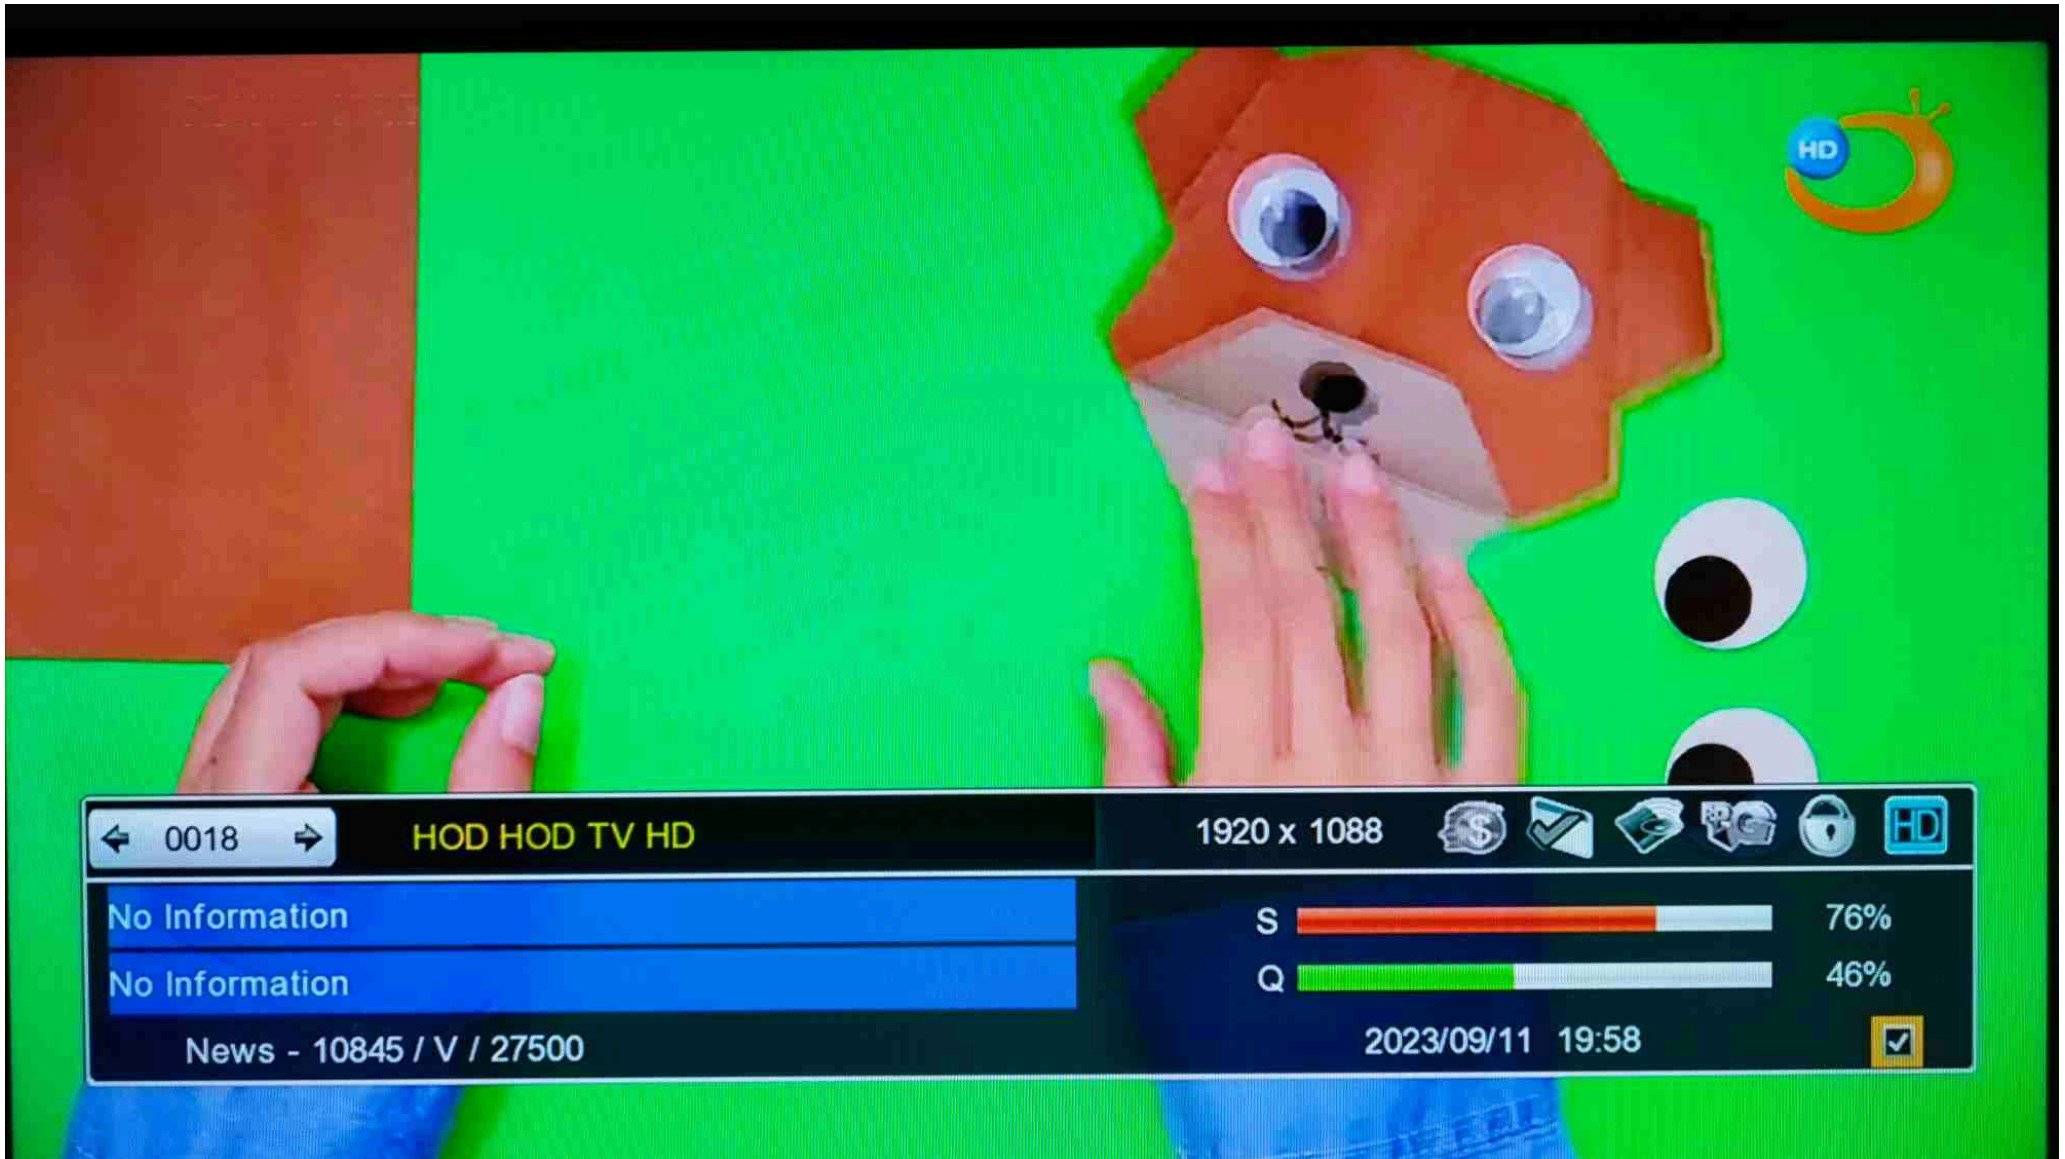 HD
0018
HOD HOD TV HD
1920 x 1088
$
HD
No Information
S
76%
No Information
Q
46%
News - 10845 / V / 27500
2023/09/11 19:58